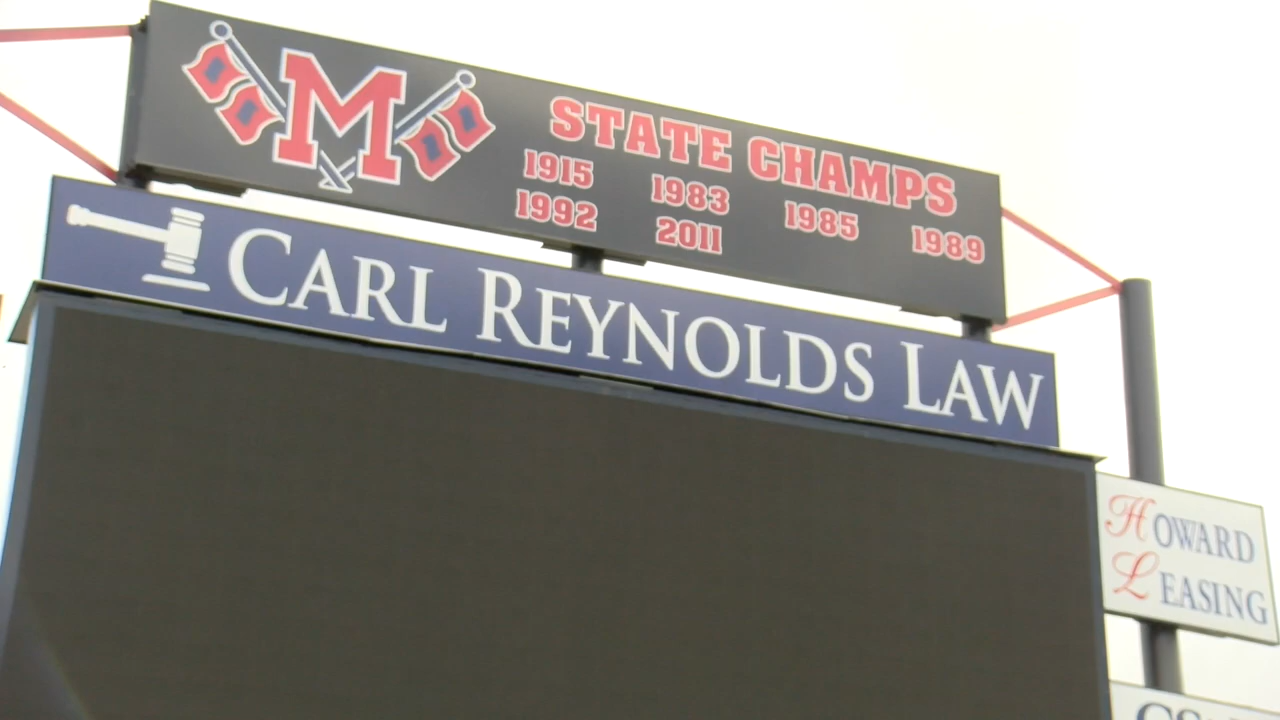 M
STATE CHAMPS
1915 1983 1985 1989
1992 2011
CARL REYNOLDS LAW
HOWARD
LEASING